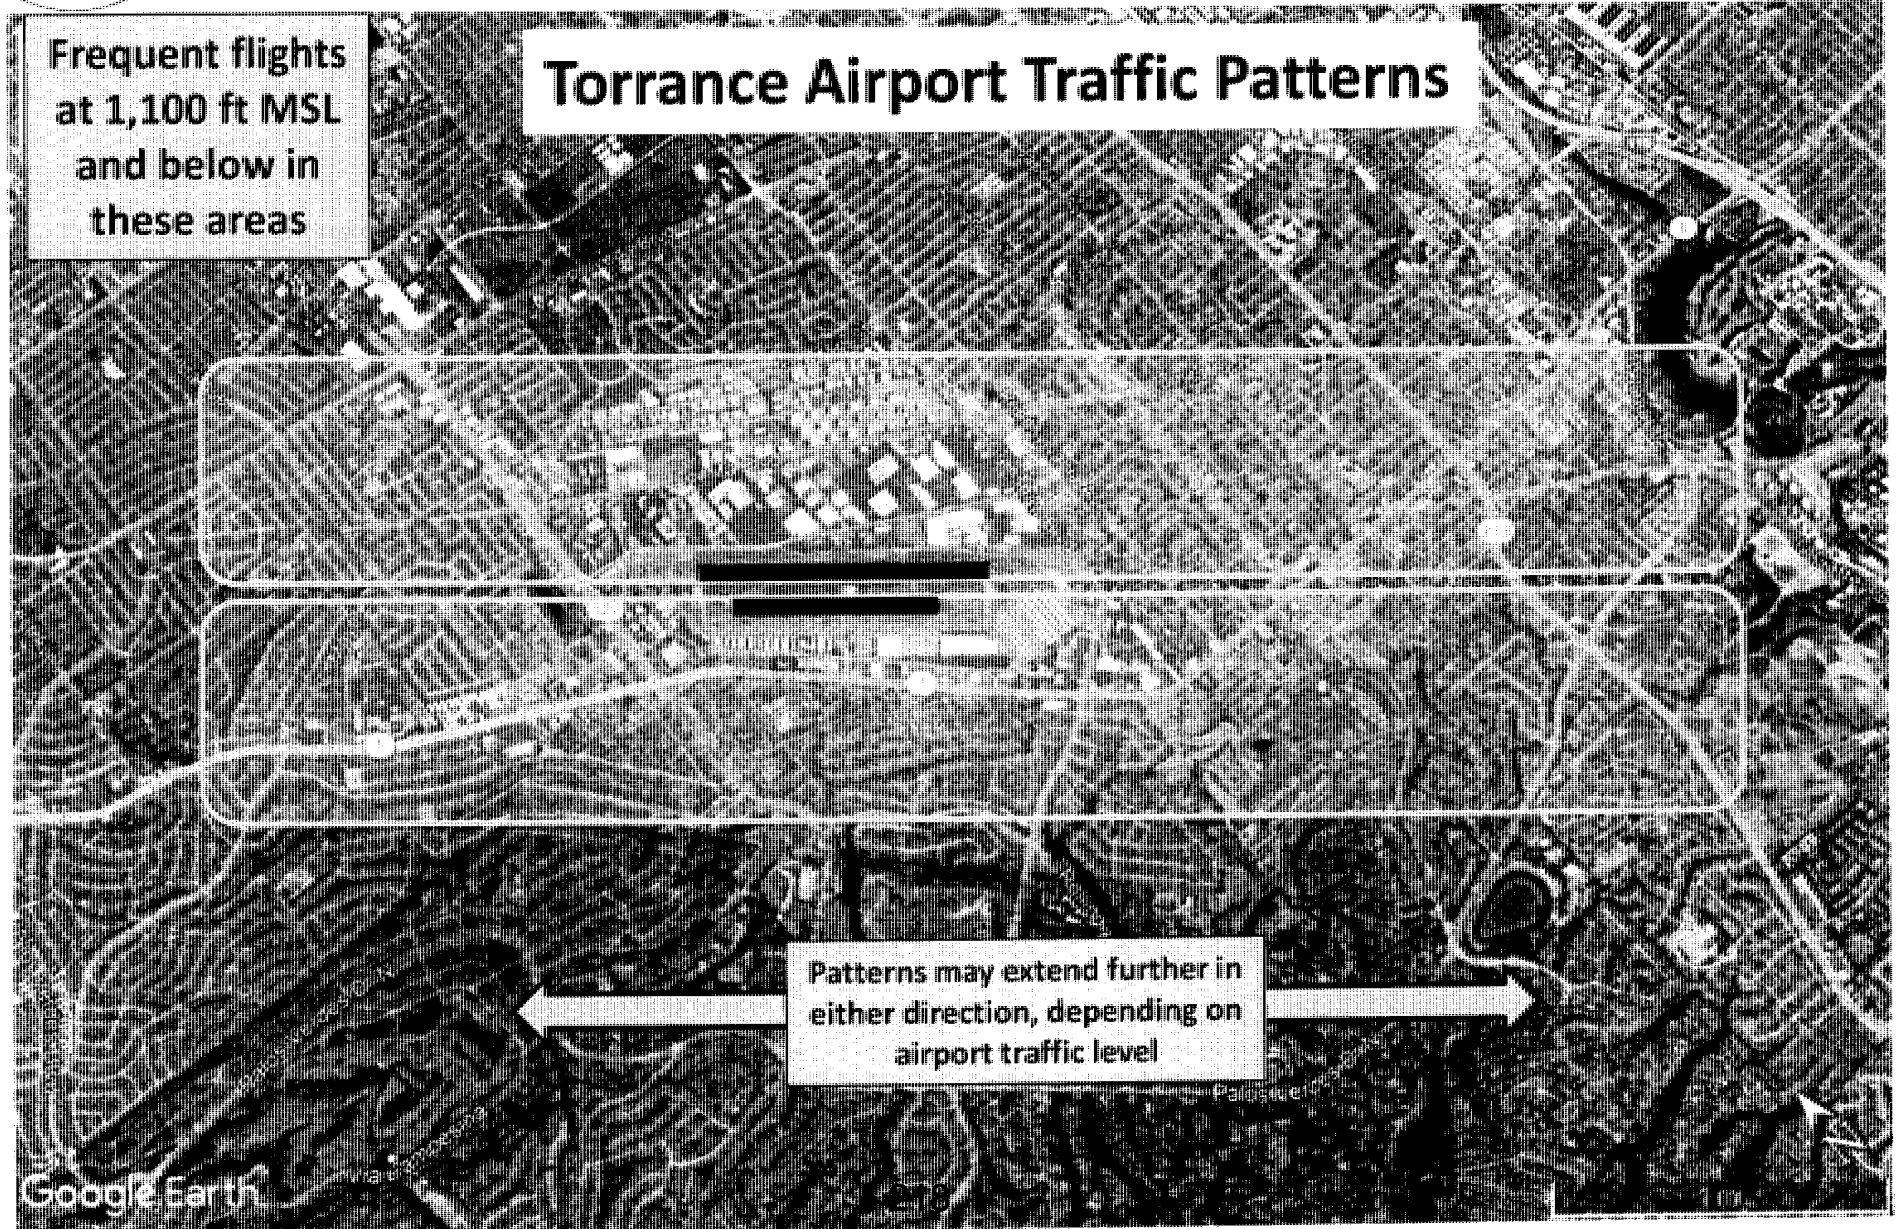 Frequent flights
at 1,100 ft MSL
and below in
these areas
Torrance Airport Traffic Patterns
Patterns may extend further in
either direction, depending on
airport traffic level
Google Earth